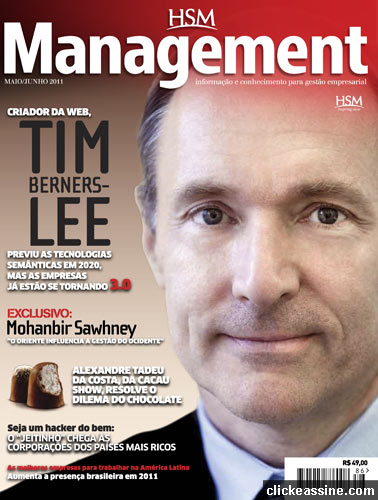 HSM
Management
MAIO/JUNHO 2011
informação e conhecimento para gestão empresarial
HSM
CRIADOR DA WEB,
TIM
BERNERS-
LEE
PREVIU AS TECNOLOGIAS
SEMÂNTICAS EM 2020,
MAS AS EMPRESAS
JÁ ESTÃO SE TORNANDO 3.0
EXCLUSIVO:
Mohanbir Sawhney
"O ORIENTE INFLUENCIA A GESTÃO DO OCIDENTE"
ALEXANDRE TADEU
DA COSTA, DA CACAU
SHOW, RESOLVE O
DILEMA DO CHOCOLATE
Seja um hacker do bem:
O "JEITINHO" CHEGA ÀS
CORPORAÇÕES DOS PAÍSES MAIS RICOS
As melhores empresas para trabalhar na América Latina
Aumenta a presença brasileira em 2011
R$ 49,00
86
clickeassine.com